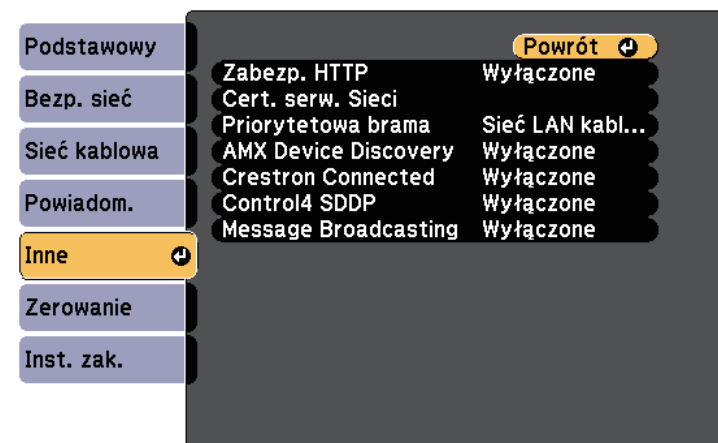 Podstawowy
Bezp. sieć
Sieć kablowa
Powiadom.
Inne
Zerowanie
Inst. zak.
Powrót
Zabezp. HTTP Wyłączone
Cert. serw. Sieci
Priorytetowa brama Sieć LAN kabl...
AMX Device Discovery Wyłączone
Crestron Connected Wyłączone
Control4 SDDP Wyłączone
Message Broadcasting Wyłączone